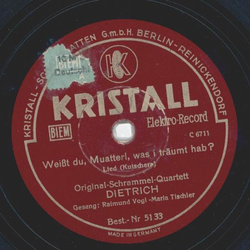 KRISTALL-SCHALLPLATTEN G.m.b.H. BERLIN-REINICKENDORF
K
KRISTALL
BIEM
Elektro-Record
C 6711
Weißt du, Muatterl, was i träumt hab?
Lied (Kutschera)
Original-Schrammel-Quartett
DIETRICH
Gesang: Raimund Vogl-Maria Tischler
Best.-Nr 5133
MADE IN GERMANY